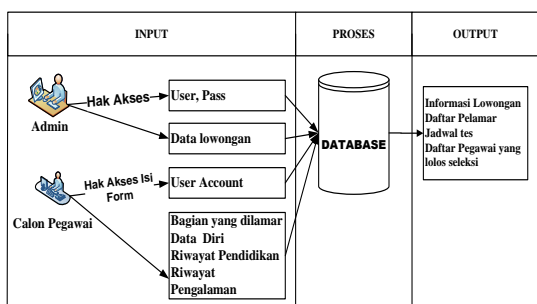 INPUT
PROSES
OUTPUT
Hak Akses
Admin
User, Pass
Data lowongan
Hak Akses Isi
Form
Calon Pegawai
User Account
Bagian yang dilamar
Data Diri
Riwayat Pendidikan
Riwayat
Pengalaman
DATABASE
Informasi Lowongan
Daftar Pelamar
Jadwal tes
Daftar Pegawai yang
lolos seleksi